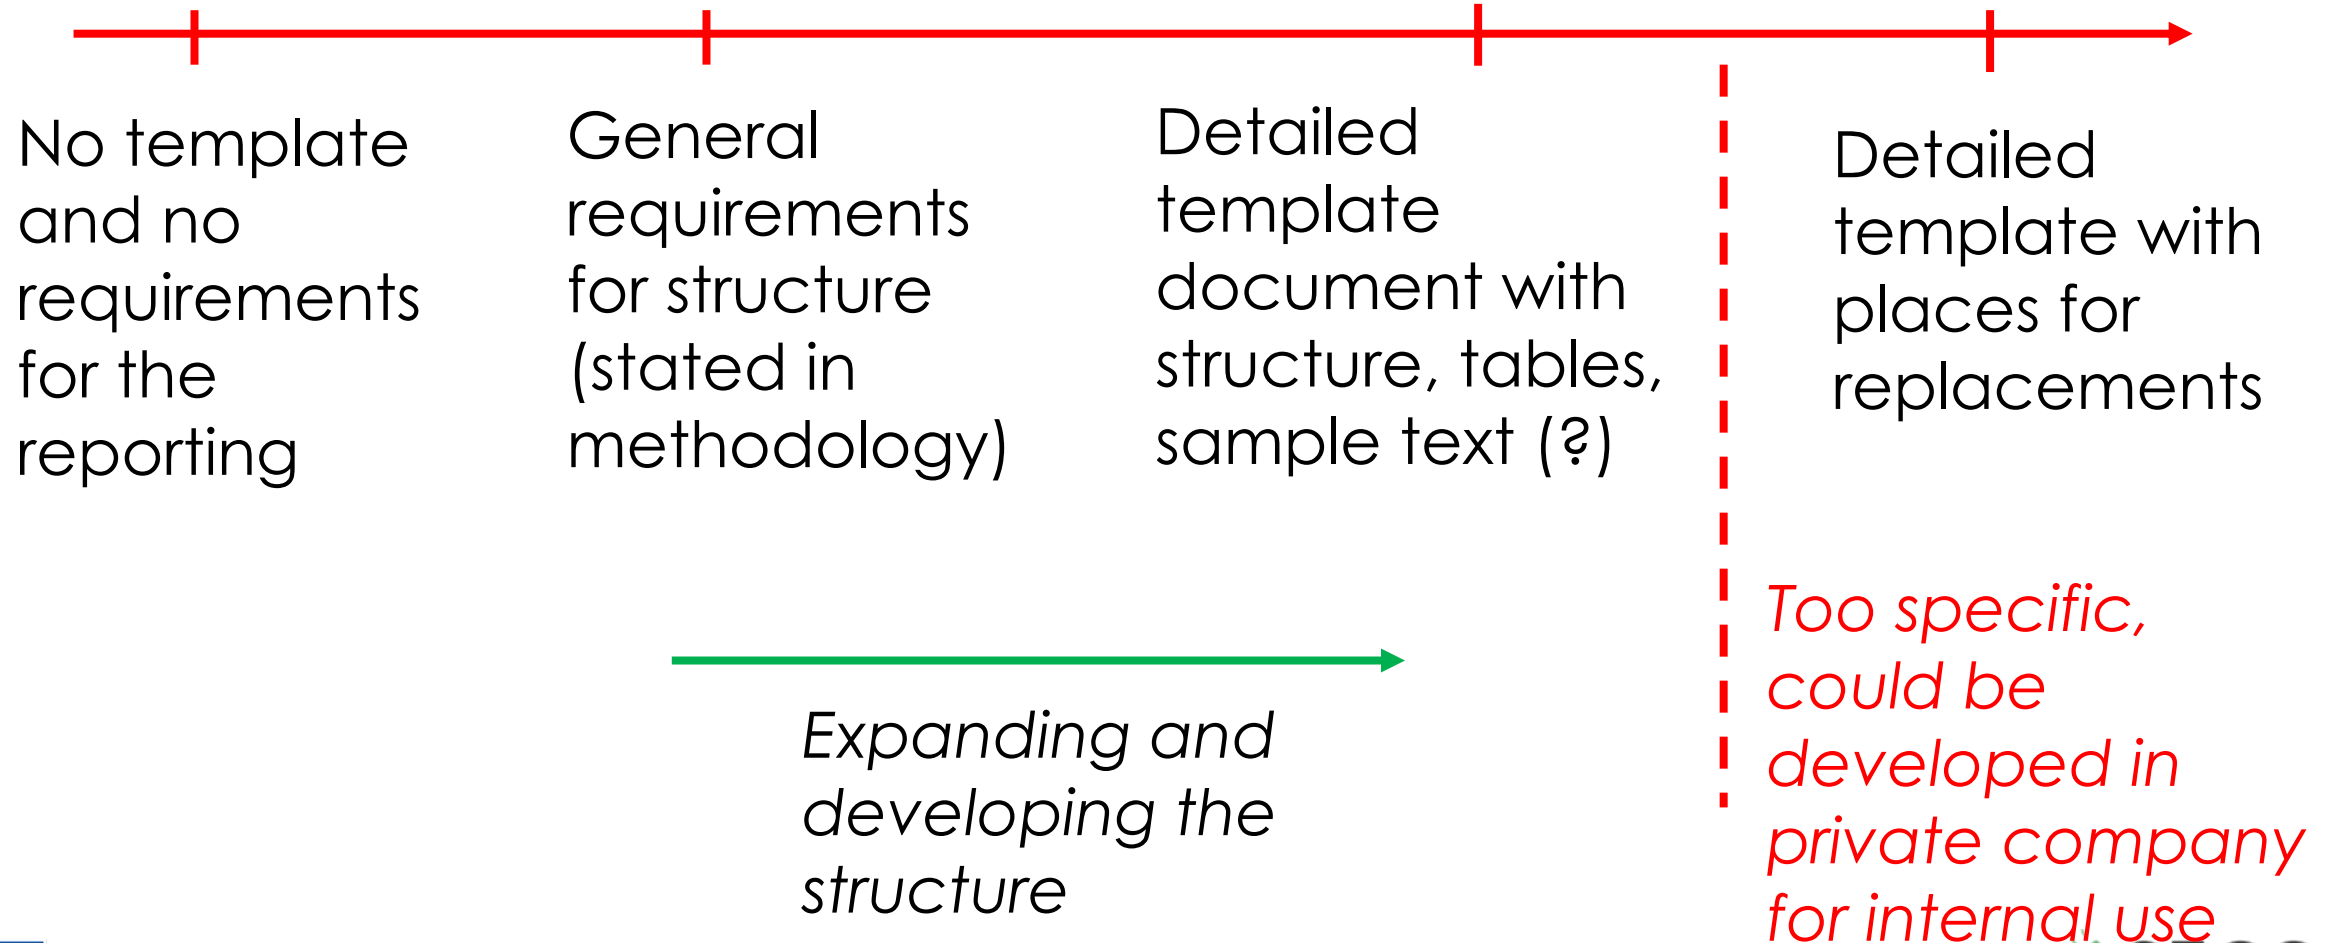 No template
and no
requirements
for the
reporting
General
requirements
for structure
(stated in
methodology)
Detailed
template
document with
structure, tables,
sample text (?)
Detailed
template with
places for
replacements
Expanding and
developing the
structure
Too specific,
could be
developed in
private company
for internal use